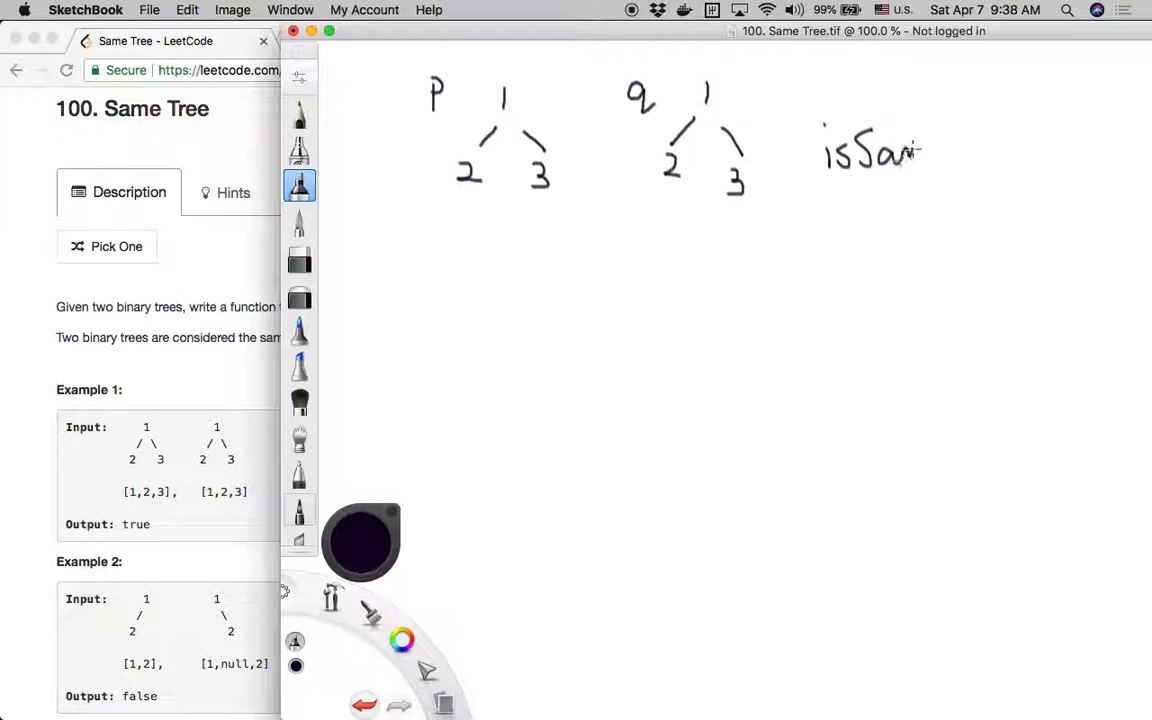 SketchBook File Edit Image Window My Account Help 99% U.S. Sat Apr 7 9:38 AM
Same Tree - LeetCode
100. Same Tree.tif @ 100.0 % - Not logged in
Secure https://leetcode.com
100. Same Tree
Description Hints
Pick One
Given two binary trees, write a function
Two binary trees are considered the sam
Example 1:
Input: 1 1
/ \ / \
2 3 2 3
[1,2,3], [1,2,3]
Output: true
Example 2:
Input: 1 1
/ \
2 2
[1,2], [1,null,2]
Output: false
p 1 q 1
2 3 2 3
isSa